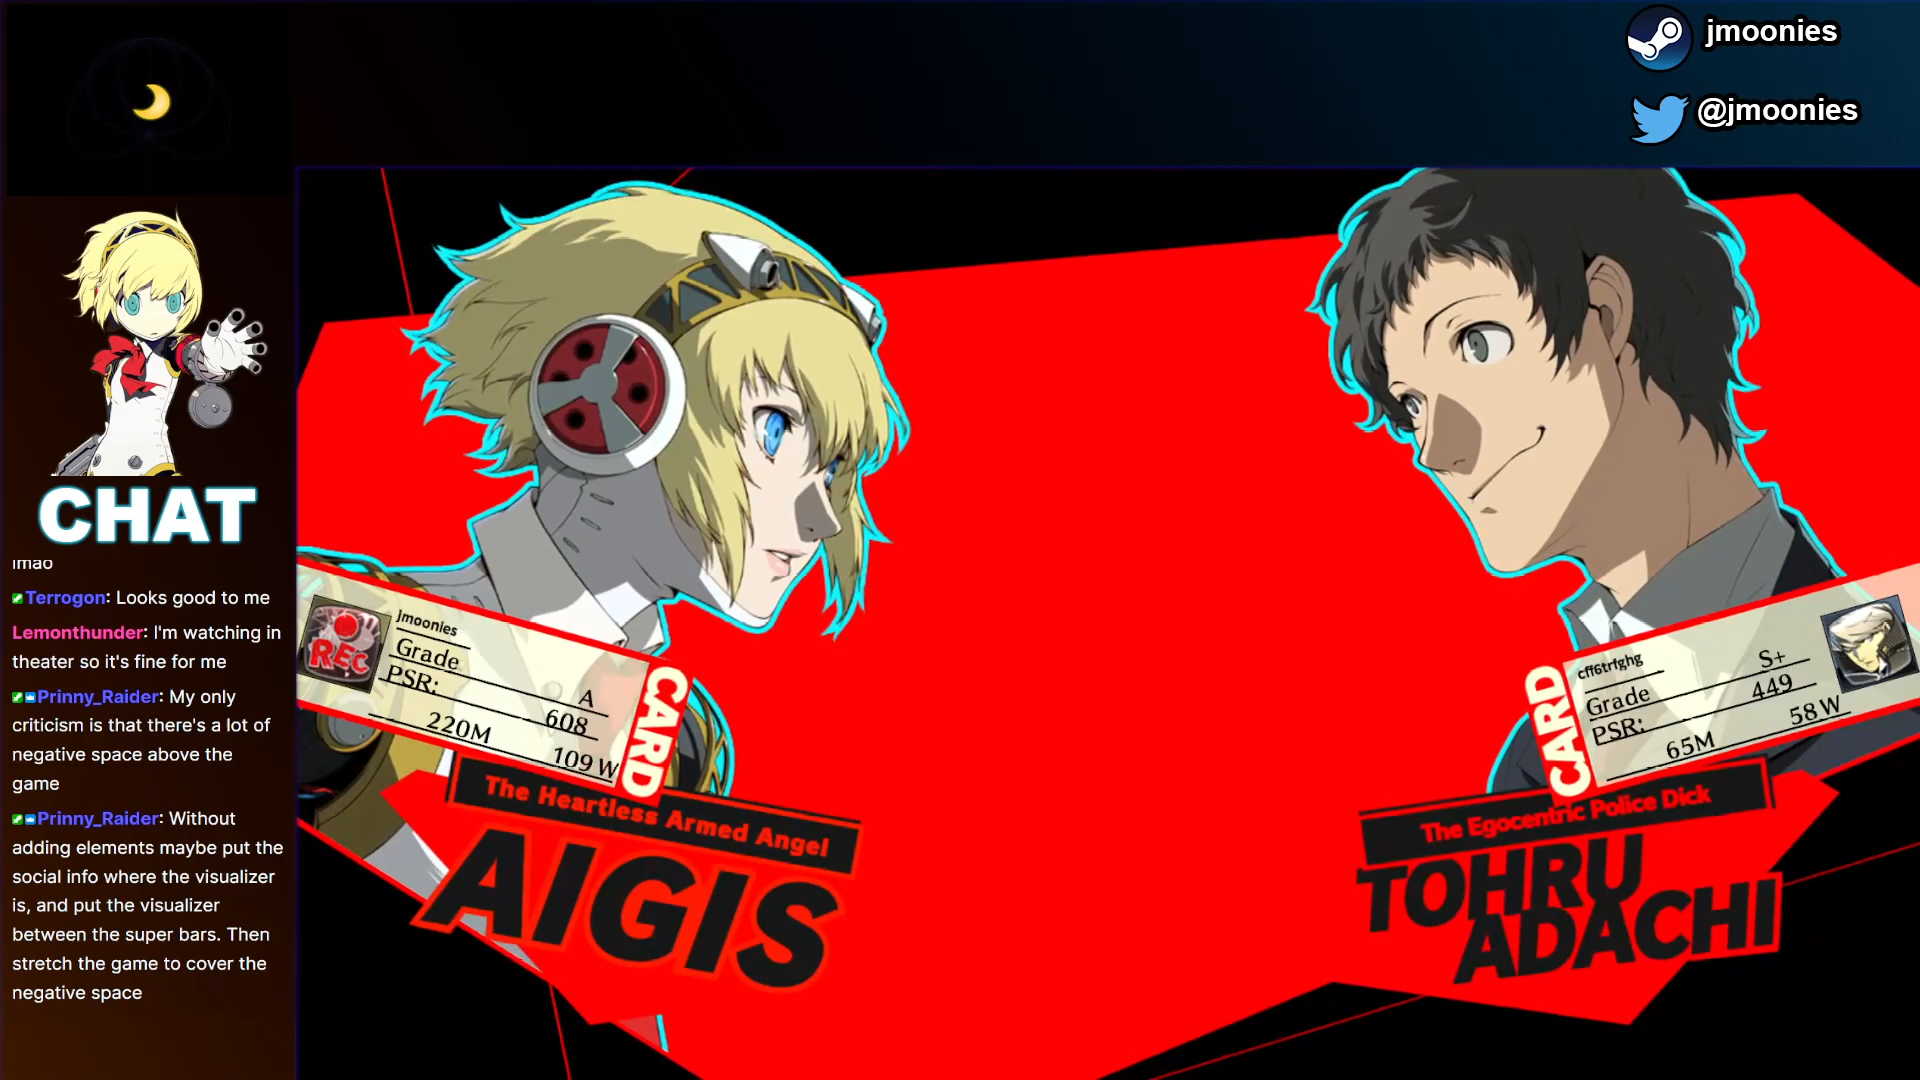 jmoonies
@jmoonies
CHAT
lmao
Terrogon: Looks good to me
Lemonthunder: I'm watching in
theater so it's fine for me
Prinny_Raider: My only
criticism is that there's a lot of
negative space above the
game
Prinny_Raider: Without
adding elements maybe put the
social info where the visualizer
is, and put the visualizer
between the super bars. Then
stretch the game to cover the
negative space
REC
jmoonies
Grade A
PSR: 608
220M 109W
CARD
The Heartless Armed Angel
AIGIS
CARD
cff6trfghg
Grade S+
PSR: 449
65M 58W
The Egocentric Police Dick
TOHRU
ADACHI